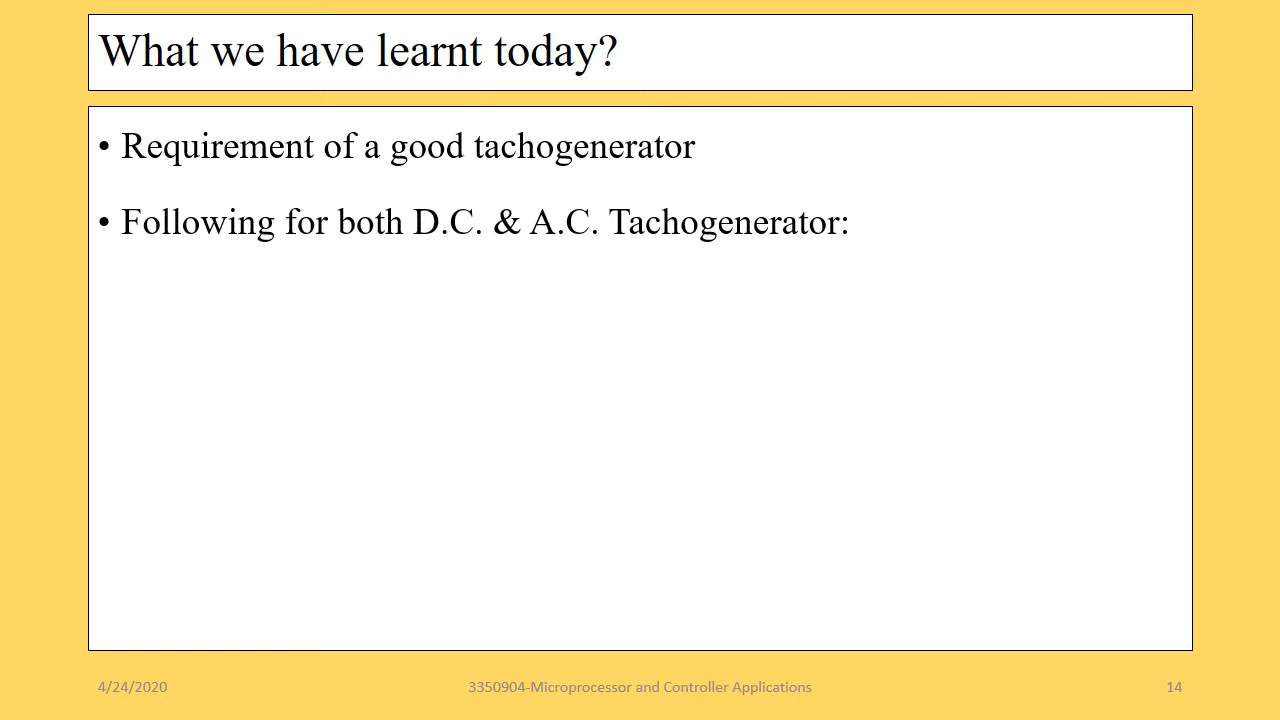 What we have learnt today?
• Requirement of a good tachogenerator
• Following for both D.C. & A.C. Tachogenerator:
4/24/2020
3350904-Microprocessor and Controller Applications
14